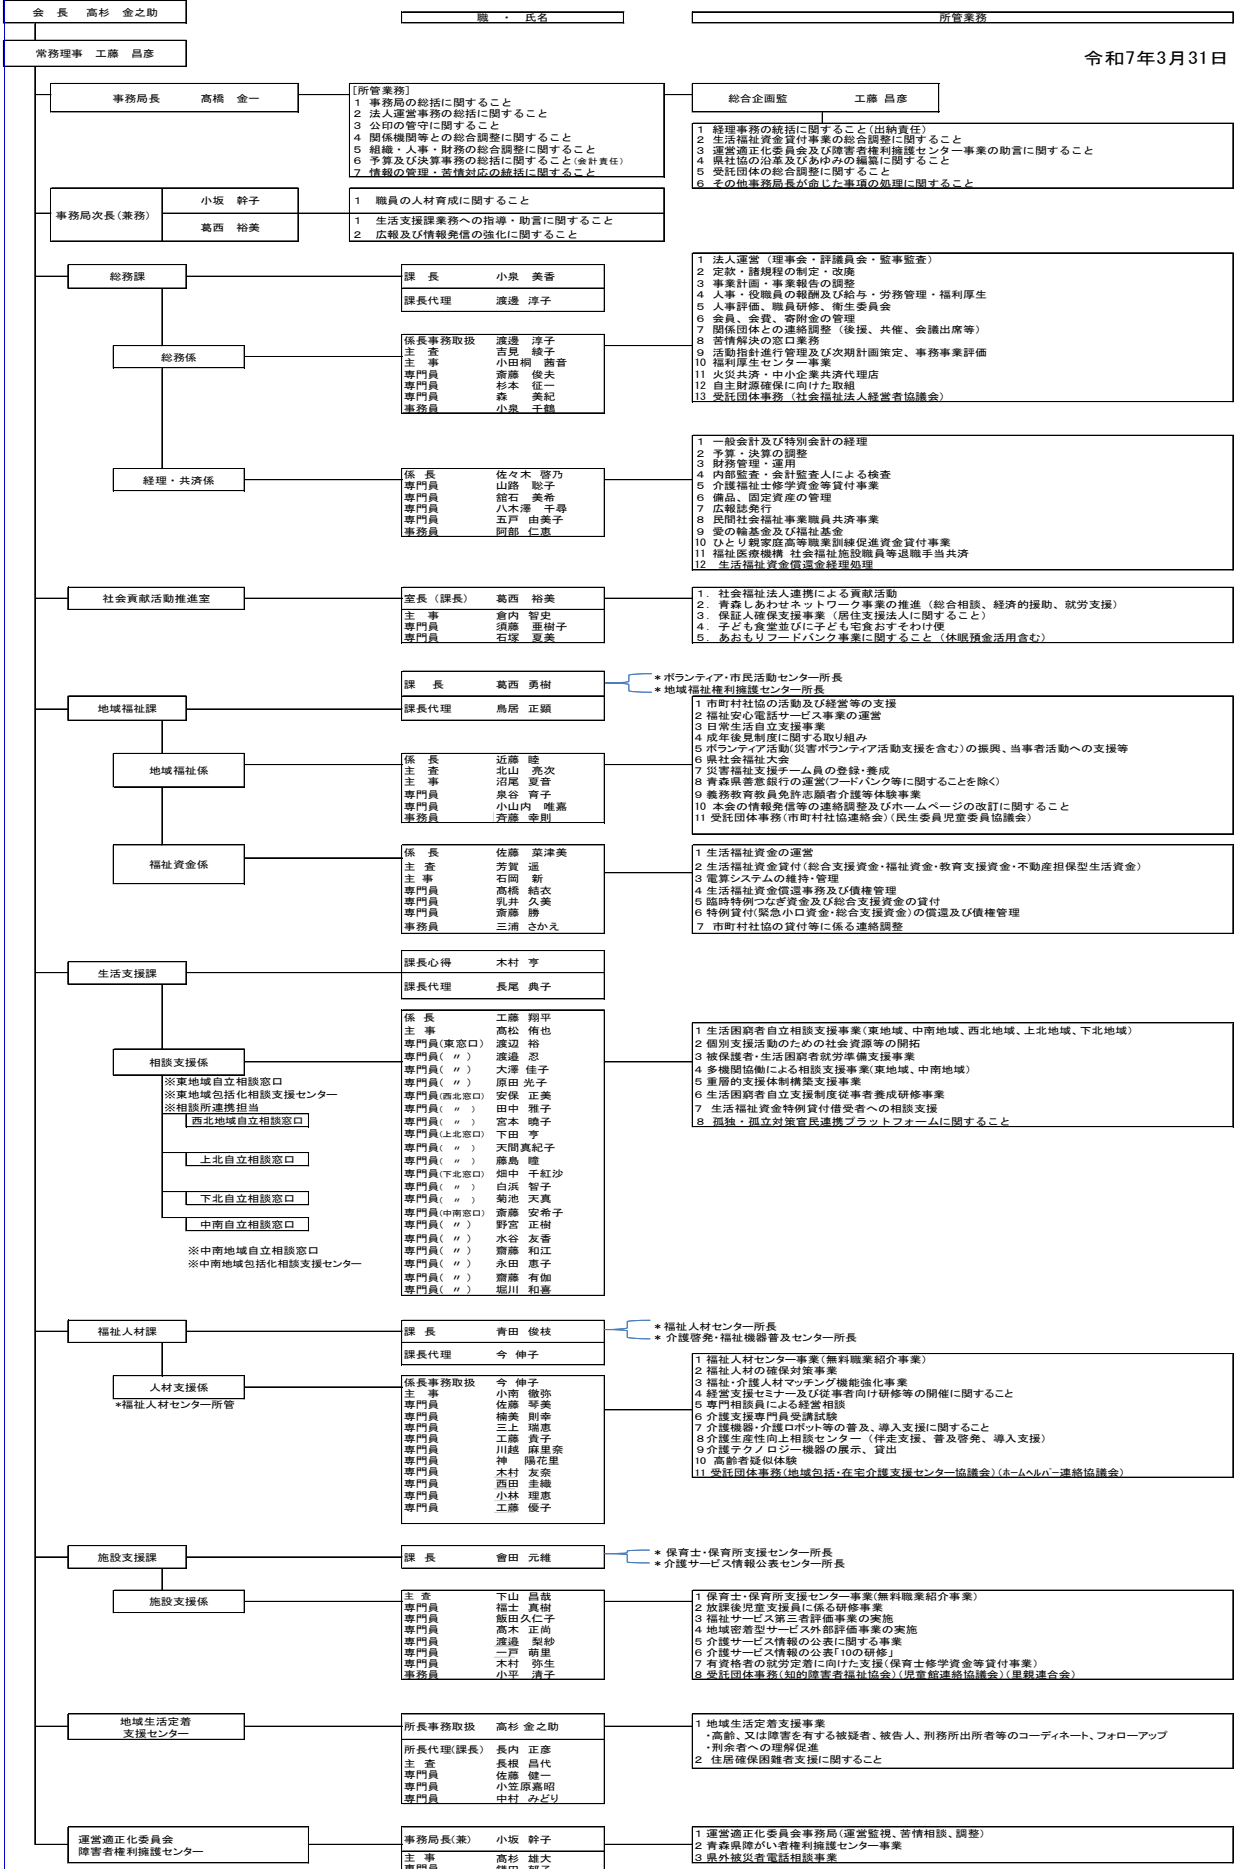 会 長 高杉 金之助
職 ・ 氏名
所管業務
常務理事 工藤 昌彦
令和7年3月31日
事務局長 髙橋 金一
[所管業務]
1 事務局の総括に関すること
2 法人運営事務の総括に関すること
3 公印の管守に関すること
4 関係機関等との総合調整に関すること
5 組織・人事・財務の総合調整に関すること
6 予算及び決算事務の総括に関すること(会計責任)
7 情報の管理・苦情対応の統括に関すること
総合企画監 工藤 昌彦
1 経理事務の統括に関すること(出納責任)
2 生活福祉資金貸付事業の総合調整に関すること
3 運営適正化委員会及び障害者権利擁護センター事業の助言に関すること
4 県社協の沿革及びあゆみの編纂に関すること
5 受託団体の総合調整に関すること
6 その他事務局長が命じた事項の処理に関すること
事務局次長(兼務)
小坂 幹子
1 職員の人材育成に関すること
葛西 裕美
1 生活支援課業務への指導・助言に関すること
2 広報及び情報発信の強化に関すること
総務課
課 長 小泉 美香
課長代理 渡邊 淳子
総務係
係長事務取扱 渡邊 淳子
主 査 吉見 綾子
主 事 小田桐 茜音
専門員 斎藤 俊夫
専門員 杉本 征一
専門員 森 美紀
事務員 小泉 千鶴
1 法人運営(理事会・評議員会・監事監査)
2 定款・諸規程の制定・改廃
3 事業計画・事業報告の調整
4 人事・役職員の報酬及び給与・労務管理・福利厚生
5 人事評価、職員研修、衛生委員会
6 会員、会費、寄附金の管理
7 関係団体との連絡調整(後援、共催、会議出席等)
8 苦情解決の窓口業務
9 活動指針進行管理及び次期計画策定、事務事業評価
10 福利厚生センター事業
11 火災共済・中小企業共済代理店
12 自主財源確保に向けた取組
13 受託団体事務(社会福祉法人経営者協議会)
経理・共済係
係 長 佐々木 啓乃
専門員 山路 聡子
専門員 舘石 美希
専門員 八木澤 千尋
専門員 五戸 由美子
事務員 阿部 仁恵
1 一般会計及び特別会計の経理
2 予算・決算の調整
3 財務管理・運用
4 内部監査・会計監査人による検査
5 介護福祉士修学資金等貸付事業
6 備品、固定資産の管理
7 広報誌発行
8 民間社会福祉事業職員共済事業
9 愛の輪基金及び福祉基金
10 ひとり親家庭高等職業訓練促進資金貸付事業
11 福祉医療機構 社会福祉施設職員等退職手当共済
12 生活福祉資金償還金経理処理
社会貢献活動推進室
室長(課長) 葛西 裕美
主 事 倉内 智史
専門員 須藤 亜樹子
専門員 石塚 夏美
1. 社会福祉法人連携による貢献活動
2. 青森しあわせネットワーク事業の推進(総合相談、経済的援助、就労支援)
3. 保証人確保支援事業(居住支援法人に関すること)
4. 子ども食堂並びに子ども宅食おすそわけ便
5. あおもりフードバンク事業に関すること(休眠預金活用含む)
地域福祉課
課 長 葛西 勇樹
*ボランティア・市民活動センター所長
*地域福祉権利擁護センター所長
課長代理 鳥居 正顕
地域福祉係
係 長 近藤 睦
主 査 北山 亮次
主 事 沼尾 夏音
専門員 泉谷 育子
専門員 小山内 唯嘉
事務員 斉藤 幸則
1 市町村社協の活動及び経営等の支援
2 福祉安心電話サービス事業の運営
3 日常生活自立支援事業
4 成年後見制度に関する取り組み
5 ボランティア活動(災害ボランティア活動支援を含む)の振興、当事者活動への支援等
6 県社会福祉大会
7 災害福祉支援チーム員の登録・養成
8 青森県善意銀行の運営(フードバンク等に関することを除く)
9 義務教育教員免許志願者介護等体験事業
10 本会の情報発信等の連絡調整及びホームページの改訂に関すること
11 受託団体事務(市町村社協連絡会)(民生委員児童委員協議会)
福祉資金係
係 長 佐藤 菜津美
主 査 芳賀 遥
主 事 石岡 新
専門員 髙橋 結衣
専門員 乳井 久美
専門員 斎藤 勝
事務員 三浦 さかえ
1 生活福祉資金の運営
2 生活福祉資金貸付(総合支援資金・福祉資金・教育支援資金・不動産担保型生活資金)
3 電算システムの維持・管理
4 生活福祉資金償還事務及び債権管理
5 臨時特例つなぎ資金及び総合支援資金の貸付
6 特例貸付(緊急小口資金・総合支援資金)の償還及び債権管理
7 市町村社協の貸付等に係る連絡調整
生活支援課
課長心得 木村 亨
課長代理 長尾 典子
相談支援係
※東地域自立相談窓口
※東地域包括化相談支援センター
※相談所連携担当
西北地域自立相談窓口
上北自立相談窓口
下北自立相談窓口
中南自立相談窓口
※中南地域自立相談窓口
※中南地域包括化相談支援センター
係 長 工藤 翔平
主 事 髙松 侑也
専門員(東窓口) 渡辺 裕
専門員( 〃 ) 渡邉 忍
専門員( 〃 ) 大澤 佳子
専門員( 〃 ) 原田 光子
専門員(西北窓口) 安保 正美
専門員( 〃 ) 田中 雅子
専門員( 〃 ) 宮本 暁子
専門員(上北窓口) 下田 亨
専門員( 〃 ) 天間真紀子
専門員( 〃 ) 藤島 瞳
専門員(下北窓口) 畑中 千紅沙
専門員( 〃 ) 白浜 智子
専門員( 〃 ) 菊池 天真
専門員(中南窓口) 斎藤 安希子
専門員( 〃 ) 野宮 正樹
専門員( 〃 ) 水谷 友香
専門員( 〃 ) 齋藤 和江
専門員( 〃 ) 永田 恵子
専門員( 〃 ) 齋藤 有伽
専門員( 〃 ) 堀川 和喜
1 生活困窮者自立相談支援事業(東地域、中南地域、西北地域、上北地域、下北地域)
2 個別支援活動のための社会資源等の開拓
3 被保護者・生活困窮者就労準備支援事業
4 多機関協働による相談支援事業(東地域、中南地域)
5 重層的支援体制構築支援事業
6 生活困窮者自立支援制度従事者養成研修事業
7 生活福祉資金特例貸付借受者への相談支援
8 孤独・孤立対策官民連携プラットフォームに関すること
福祉人材課
課 長 青田 俊枝
*福祉人材センター所長
* 介護啓発・福祉機器普及センター所長
課長代理 今 伸子
人材支援係
*福祉人材センター所管
係長事務取扱 今 伸子
主 事 小南 徹弥
専門員 佐藤 琴美
専門員 楠美 則幸
専門員 三上 瑞恵
専門員 工藤 貴子
専門員 川越 麻里奈
専門員 神 陽花里
専門員 木村 友奈
専門員 西田 圭織
専門員 小林 理恵
専門員 工藤 優子
1 福祉人材センター事業(無料職業紹介事業)
2 福祉人材の確保対策事業
3 福祉・介護人材マッチング機能強化事業
4 経営支援セミナー及び従事者向け研修等の開催に関すること
5 専門相談員による経営相談
6 介護支援専門員受講試験
7 介護機器・介護ロボット等の普及、導入支援に関すること
8 介護生産性向上相談センター (伴走支援、普及啓発、導入支援)
9 介護テクノロジー機器の展示、貸出
10 高齢者疑似体験
11 受託団体事務(地域包括・在宅介護支援センター協議会)(ホームヘルパー連絡協議会)
施設支援課
課 長 會田 元維
* 保育士・保育所支援センター所長
* 介護サービス情報公表センター所長
施設支援係
主 査 下山 昌哉
専門員 福士 真樹
専門員 飯田久仁子
専門員 髙木 正尚
専門員 渡邉 梨紗
専門員 一戸 萌里
専門員 木村 弥生
事務員 小平 清子
1 保育士・保育所支援センター事業(無料職業紹介事業)
2 放課後児童支援員に係る研修事業
3 福祉サービス第三者評価事業の実施
4 地域密着型サービス外部評価事業の実施
5 介護サービス情報の公表に関する事業
6 介護サービス情報の公表「10の研修」
7 有資格者の就労定着に向けた支援(保育士修学資金等貸付事業)
8 受託団体事務(知的障害者福祉協会)(児童館連絡協議会)(里親連合会)
地域生活定着
支援センター
所長事務取扱 高杉 金之助
所長代理(課長) 長内 正彦
主 査 長根 昌代
専門員 佐藤 健一
専門員 小笠原嘉昭
専門員 中村 みどり
1 地域生活定着支援事業
・高齢、又は障害を有する被疑者、被告人、刑務所出所者等のコーディネート、フォローアップ
・刑余者への理解促進
2 住居確保困難者支援に関すること
運営適正化委員会
障害者権利擁護センター
事務局長(兼) 小坂 幹子
主 事 高杉 雄大
1 運営適正化委員会事務局(運営監視、苦情相談、調整)
2 青森県障がい者権利擁護センター事業
3 県外被災者電話相談事業